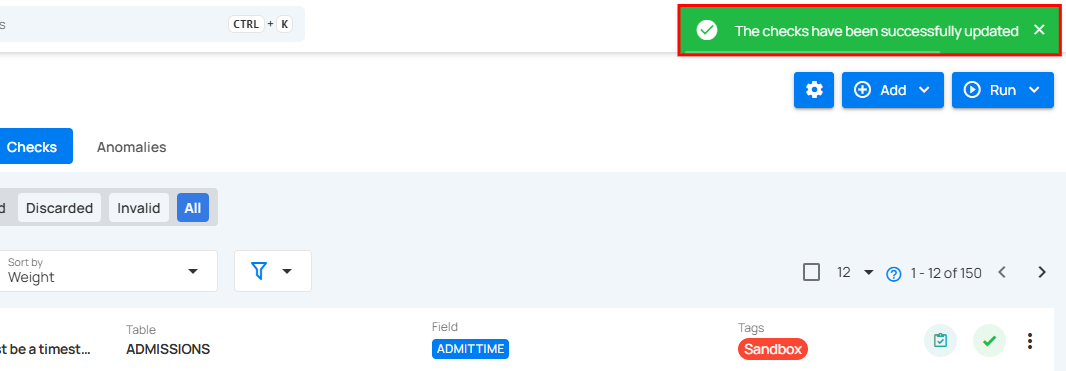 CTRL + K
The checks have been successfully updated
Add
Run
Checks
Anomalies
Discarded
Invalid
All
Sort by
Weight
12
1 - 12 of 150
Table
Field
Tags
be a timest...
ADMISSIONS
ADMITTIME
Sandbox